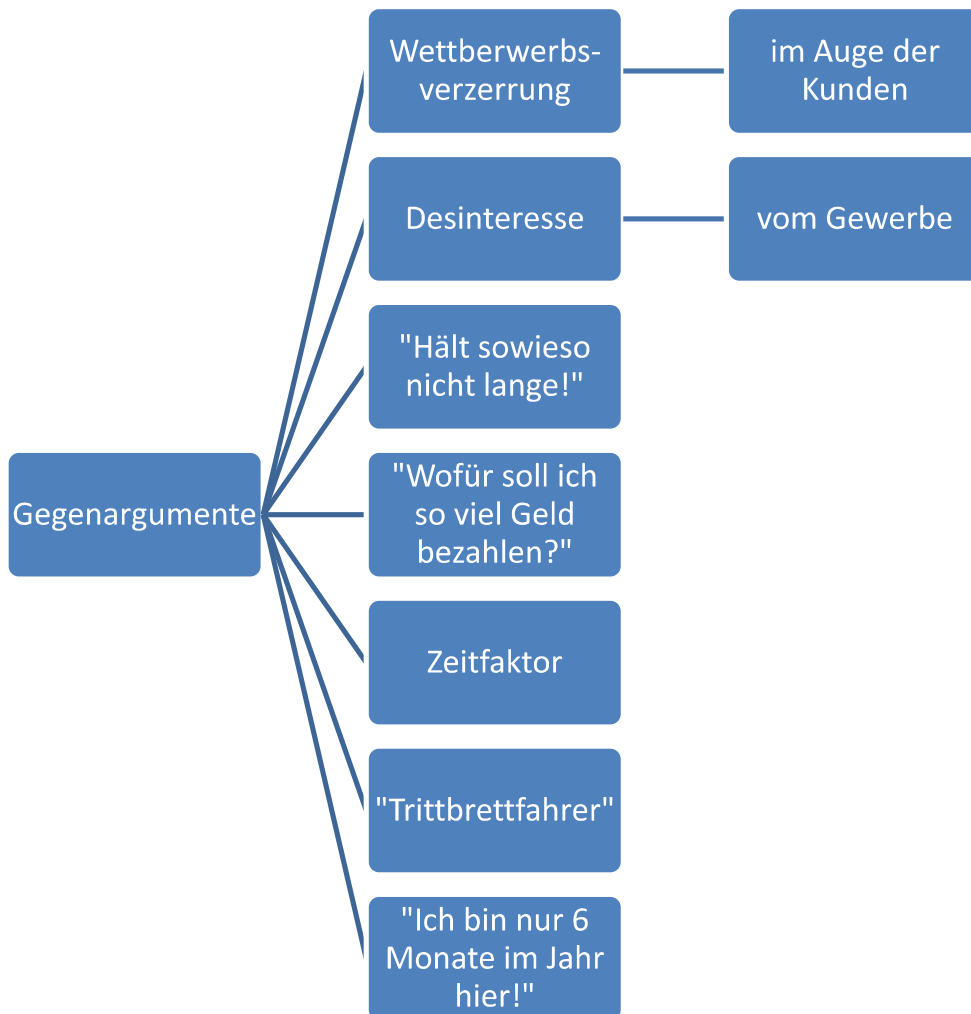 Wettberwerbs-
verzerrung
im Auge der
Kunden
Desinteresse
vom Gewerbe
"Hält sowieso
nicht lange!"
Gegenargumente
"Wofür soll ich
so viel Geld
bezahlen?"
Zeitfaktor
"Trittbrettfahrer"
"Ich bin nur 6
Monate im Jahr
hier!"